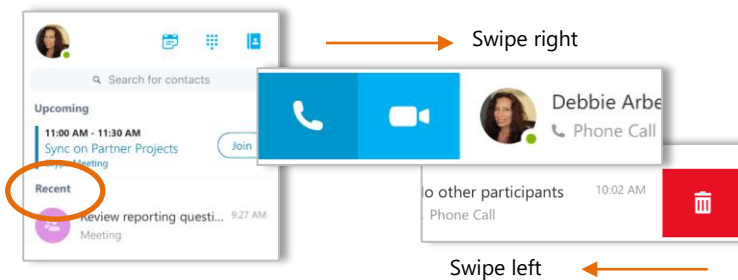 Swipe right
Search for contacts
Upcoming
11:00 AM - 11:30 AM
Sync on Partner Projects
Join
Meeting
Recent
Review reporting questi... 9:27 AM
Meeting
Debbie Arbe
Phone Call
o other participants 10:02 AM
Phone Call
Swipe left